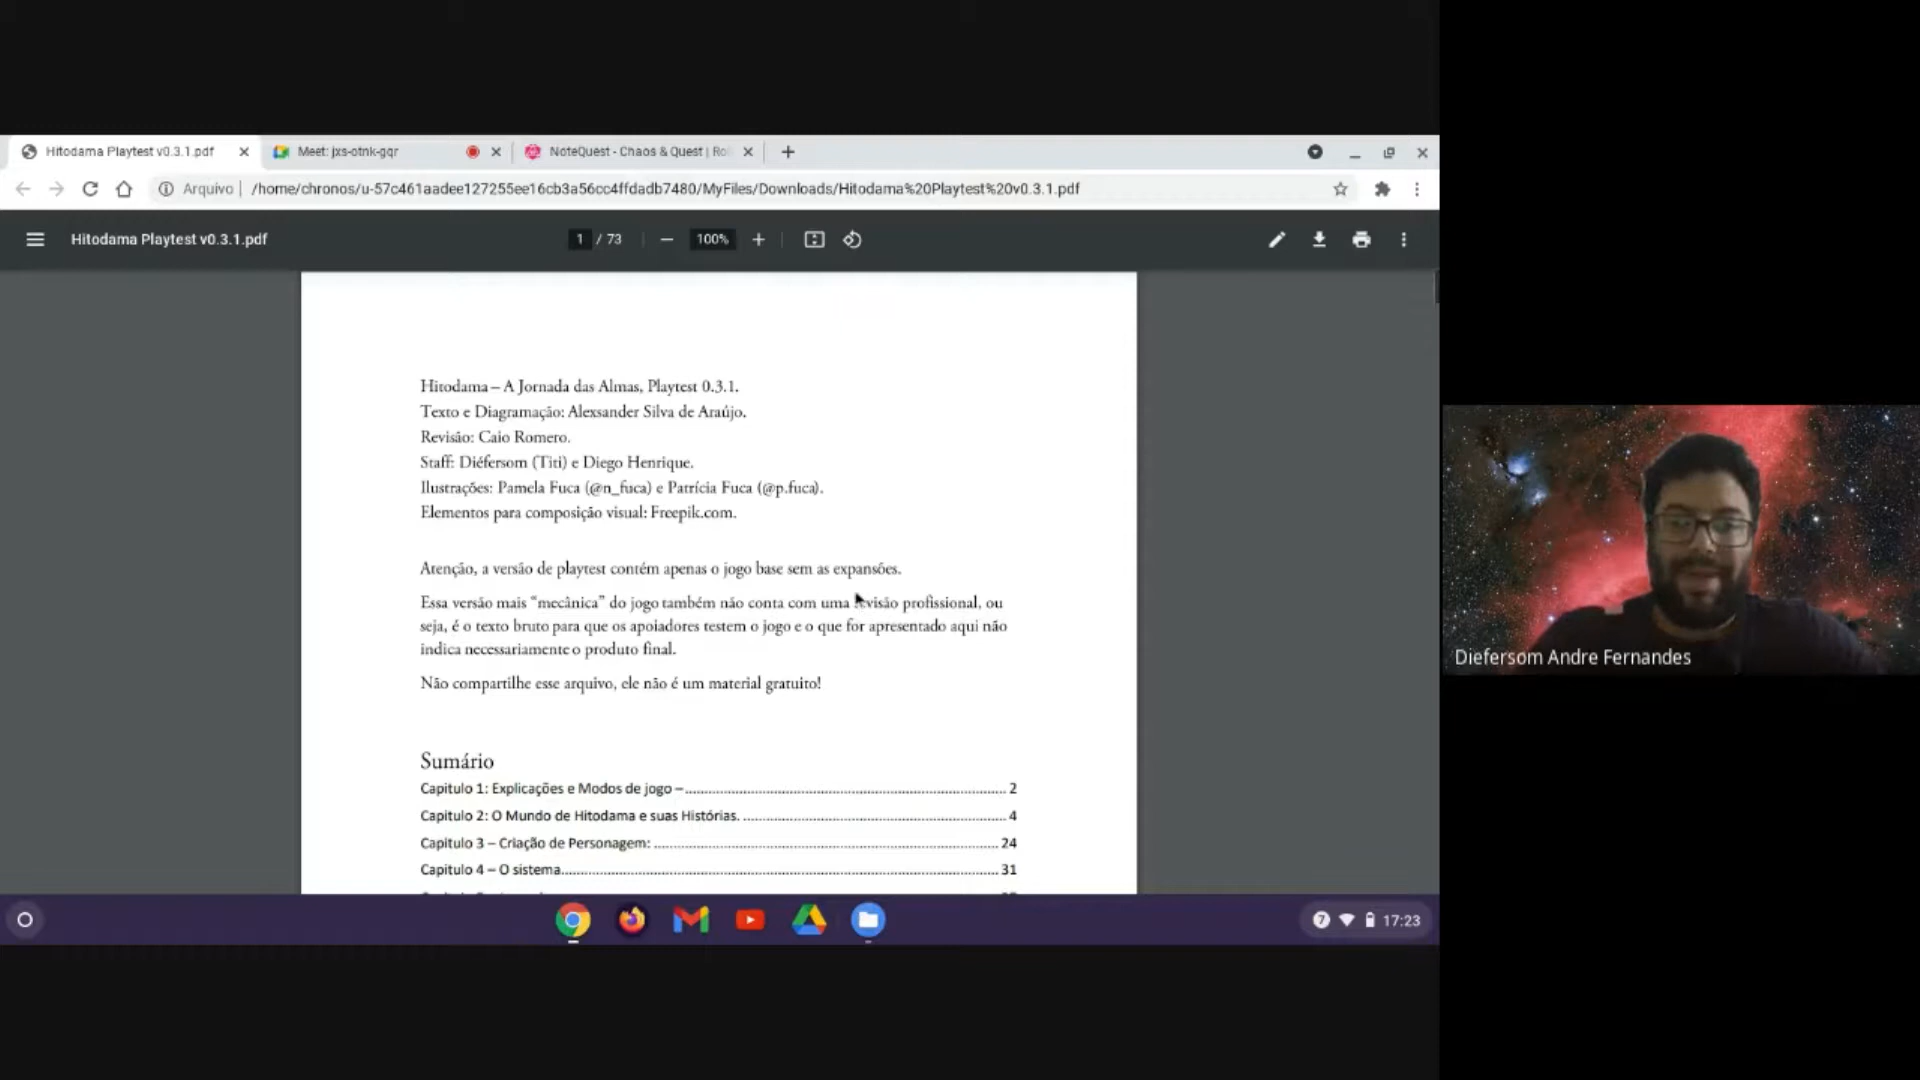 Hitodama Playtest v0.3.1.pdf
Meet: jxs-otnk-gqr
NoteQuest - Chaos & Quest | Ro
Arquivo
/home/chronos/u-57c461aadee127255ee16cb3a56cc4ffdadb7480/MyFiles/Downloads/Hitodama%20Playtest%20v0.3.1.pdf
Hitodama Playtest v0.3.1.pdf
1 / 73
100%
Hitodama – A Jornada das Almas, Playtest 0.3.1.
Texto e Diagramação: Alexsander Silva de Araújo.
Revisão: Caio Romero.
Staff: Diéfersom (Titi) e Diego Henrique.
Ilustrações: Pamela Fuca (@n_fuca) e Patrícia Fuca (@p.fuca).
Elementos para composição visual: Freepik.com.
Atenção, a versão de playtest contém apenas o jogo base sem as expansões.
Essa versão mais “mecânica” do jogo também não conta com uma revisão profissional, ou
seja, é o texto bruto para que os apoiadores testem o jogo e o que for apresentado aqui não
indica necessariamente o produto final.
Não compartilhe esse arquivo, ele não é um material gratuito!
Sumário
Capitulo 1: Explicações e Modos de jogo – 2
Capitulo 2: O Mundo de Hitodama e suas Histórias. 4
Capitulo 3 – Criação de Personagem: 24
Capitulo 4 – O sistema 31
Diefersom Andre Fernandes
7
17:23